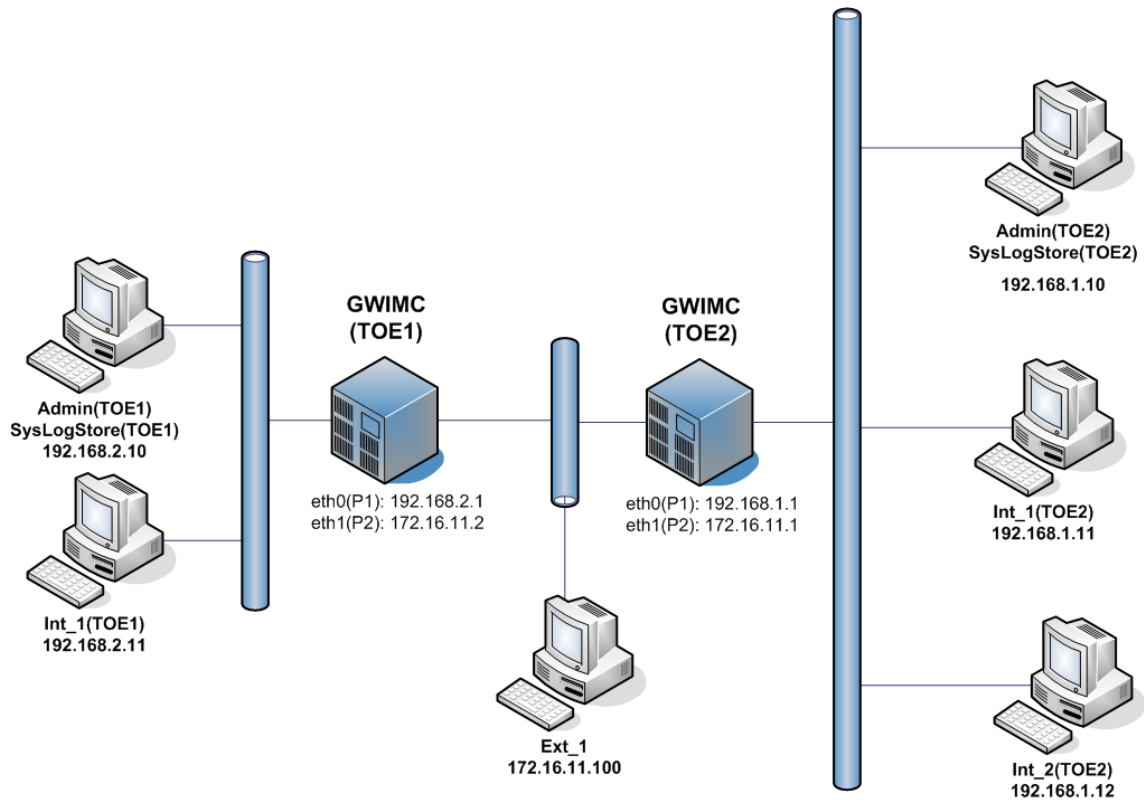 Admin(TOE1)
SysLogStore(TOE1)
192.168.2.10
Int_1(TOE1)
192.168.2.11
GWIMC
(TOE1)
eth0(P1): 192.168.2.1
eth1(P2): 172.16.11.2
GWIMC
(TOE2)
eth0(P1): 192.168.1.1
eth1(P2): 172.16.11.1
Ext_1
172.16.11.100
Admin(TOE2)
SysLogStore(TOE2)
192.168.1.10
Int_1(TOE2)
192.168.1.11
Int_2(TOE2)
192.168.1.12